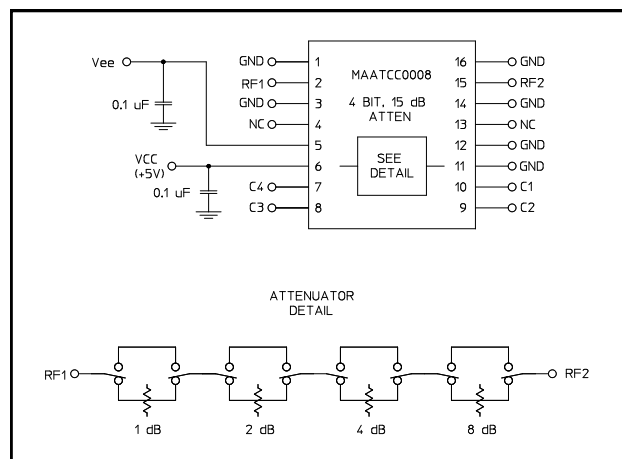 Vee
0.1 uF
VCC
(+5V)
0.1 uF
GND 1
RF1 2
GND 3
NC 4
5
6
C4 7
C3 8
MAATCC0008
4 BIT, 15 dB
ATTEN
SEE
DETAIL
16 GND
15 RF2
14 GND
13 NC
12 GND
11 GND
10 C1
9 C2
ATTENUATOR
DETAIL
RF1
RF2
1 dB
2 dB
4 dB
8 dB